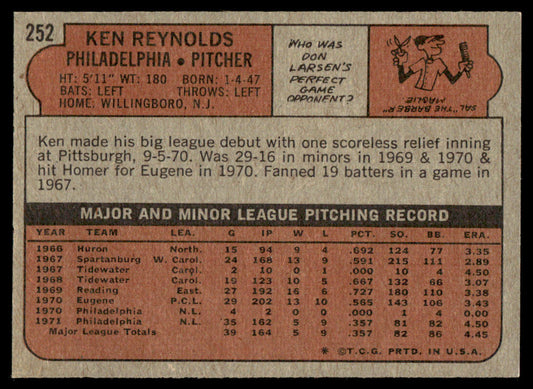 252
KEN REYNOLDS
PHILADELPHIA • PITCHER
HT: 5'11" WT: 180 BORN: 1-4-47
BATS: LEFT THROWS: LEFT
HOME: WILLINGBORO, N.J.
WHO WAS
DON
LARSEN'S
PERFECT
GAME
OPPONENT?
SAL "THE BARBER"
MAGLIE
Ken made his big league debut with one scoreless relief inning
at Pittsburgh, 9-5-70. Was 29-16 in minors in 1969 & 1970 &
hit Homer for Eugene in 1970. Fanned 19 batters in a game in
1967.
MAJOR AND MINOR LEAGUE PITCHING RECORD
YEAR TEAM LEA. G IP W L PCT. SO. BB. ERA.
1966 Huron North. 15 94 9 4 .692 124 77 3.35
1967 Spartanburg W. Carol. 24 168 13 9 .591 215 111 2.89
1967 Tidewater Carol. 2 10 0 1 .000 10 4 4.50
1968 Tidewater Carol. 19 123 10 5 .667 132 66 3.07
1969 Reading East. 27 192 16 6 .727 180 110 3.38
1970 Eugene P.C.L. 29 202 13 10 .565 143 106 3.43
1970 Philadelphia N.L. 4 2 0 0 .000 1 4 0.00
1971 Philadelphia N.L. 35 162 5 9 .357 81 82 4.50
Major League Totals 39 164 5 9 .357 82 86 4.45
* © T.C.G. PRTD. IN U.S.A.